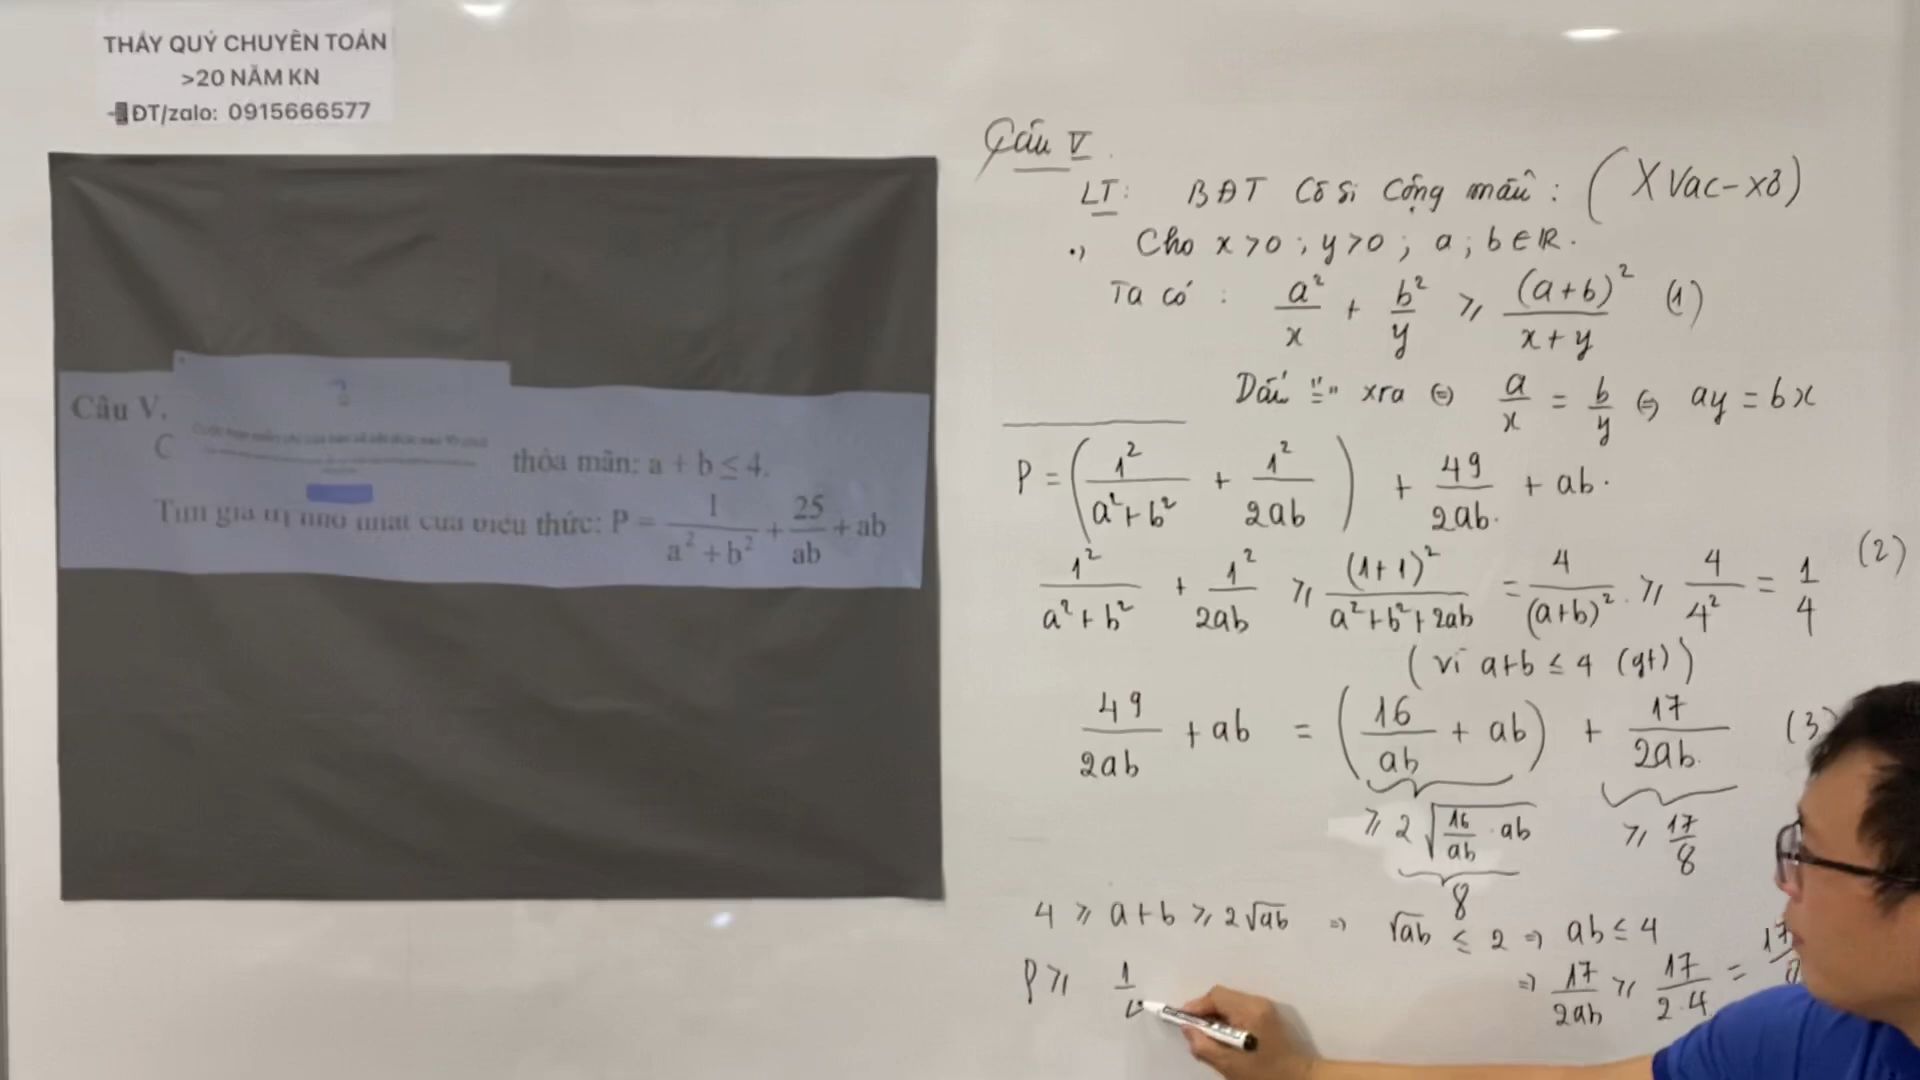 THẦY QUÝ CHUYÊN TOÁN
>20 NĂM KN
ĐT/zalo: 0915666577
Câu V.
C thỏa mãn: a + b ≤ 4.
Tìm giá trị nhỏ nhất của biểu thức: P = 1/(a² + b²) + 25/ab + ab
Câu V.
LT: BĐT Cô Si Cộng mẫu: (Xvac-xơ)
Cho x > 0; y > 0; a; b ∈ R.
Ta có: a²/x + b²/y ≥ (a+b)²/(x+y) (1)
Dấu "=" xra ⇔ a/x = b/y ⇔ ay = bx
P = (1²/(a²+b²) + 1²/2ab) + 49/2ab + ab.
1²/(a²+b²) + 1²/2ab ≥ (1+1)²/(a²+b²+2ab) = 4/(a+b)² ≥ 4/4² = 1/4 (2)
(vì a+b ≤ 4 (gt))
49/2ab + ab = (16/ab + ab) + 17/2ab (3)
≥ 2√(16/ab · ab) ≥ 17/8
8
4 ≥ a+b ≥ 2√ab ⇒ √ab ≤ 2 ⇒ ab ≤ 4
⇒ 17/2ab ≥ 17/2.4 = 17/8
P ≥ 1/